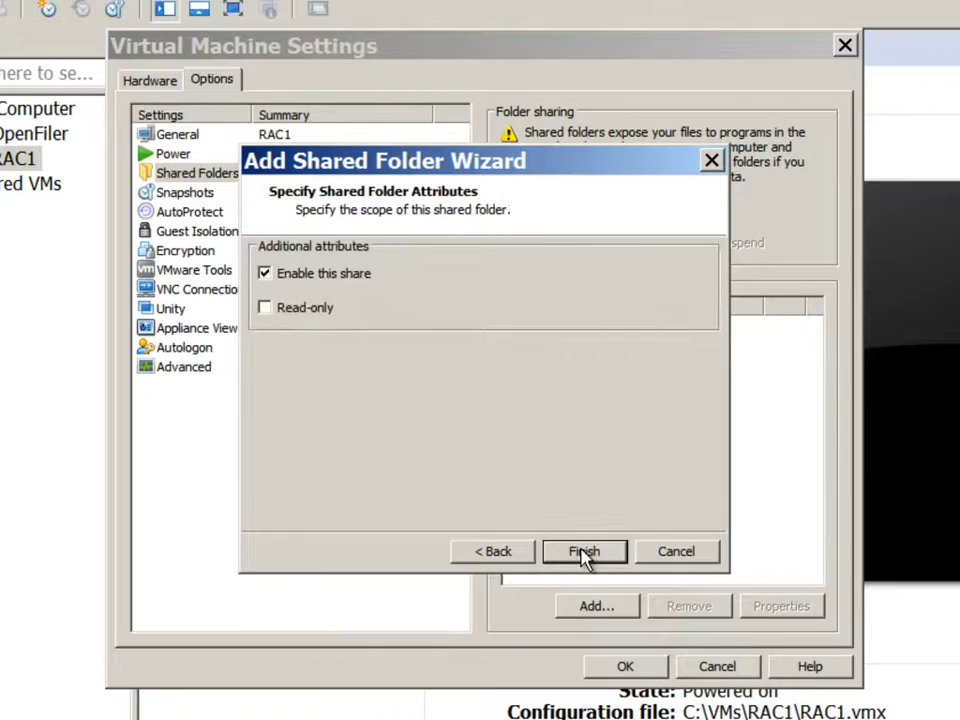 Virtual Machine Settings
here to se...
Hardware
Options
Computer
OpenFiler
RAC1
red VMs
Settings
Summary
General
RAC1
Power
Shared Folders
Snapshots
AutoProtect
Guest Isolation
Encryption
VMware Tools
VNC Connectio
Unity
Appliance View
Autologon
Advanced
Folder sharing
Shared folders expose your files to programs in the
mputer and
folders if you
ta.
spend
Add Shared Folder Wizard
Specify Shared Folder Attributes
Specify the scope of this shared folder.
Additional attributes
Enable this share
Read-only
< Back
Finish
Cancel
Add...
Remove
Properties
OK
Cancel
Help
State: Powered on
Configuration file: C:\VMs\RAC1\RAC1.vmx